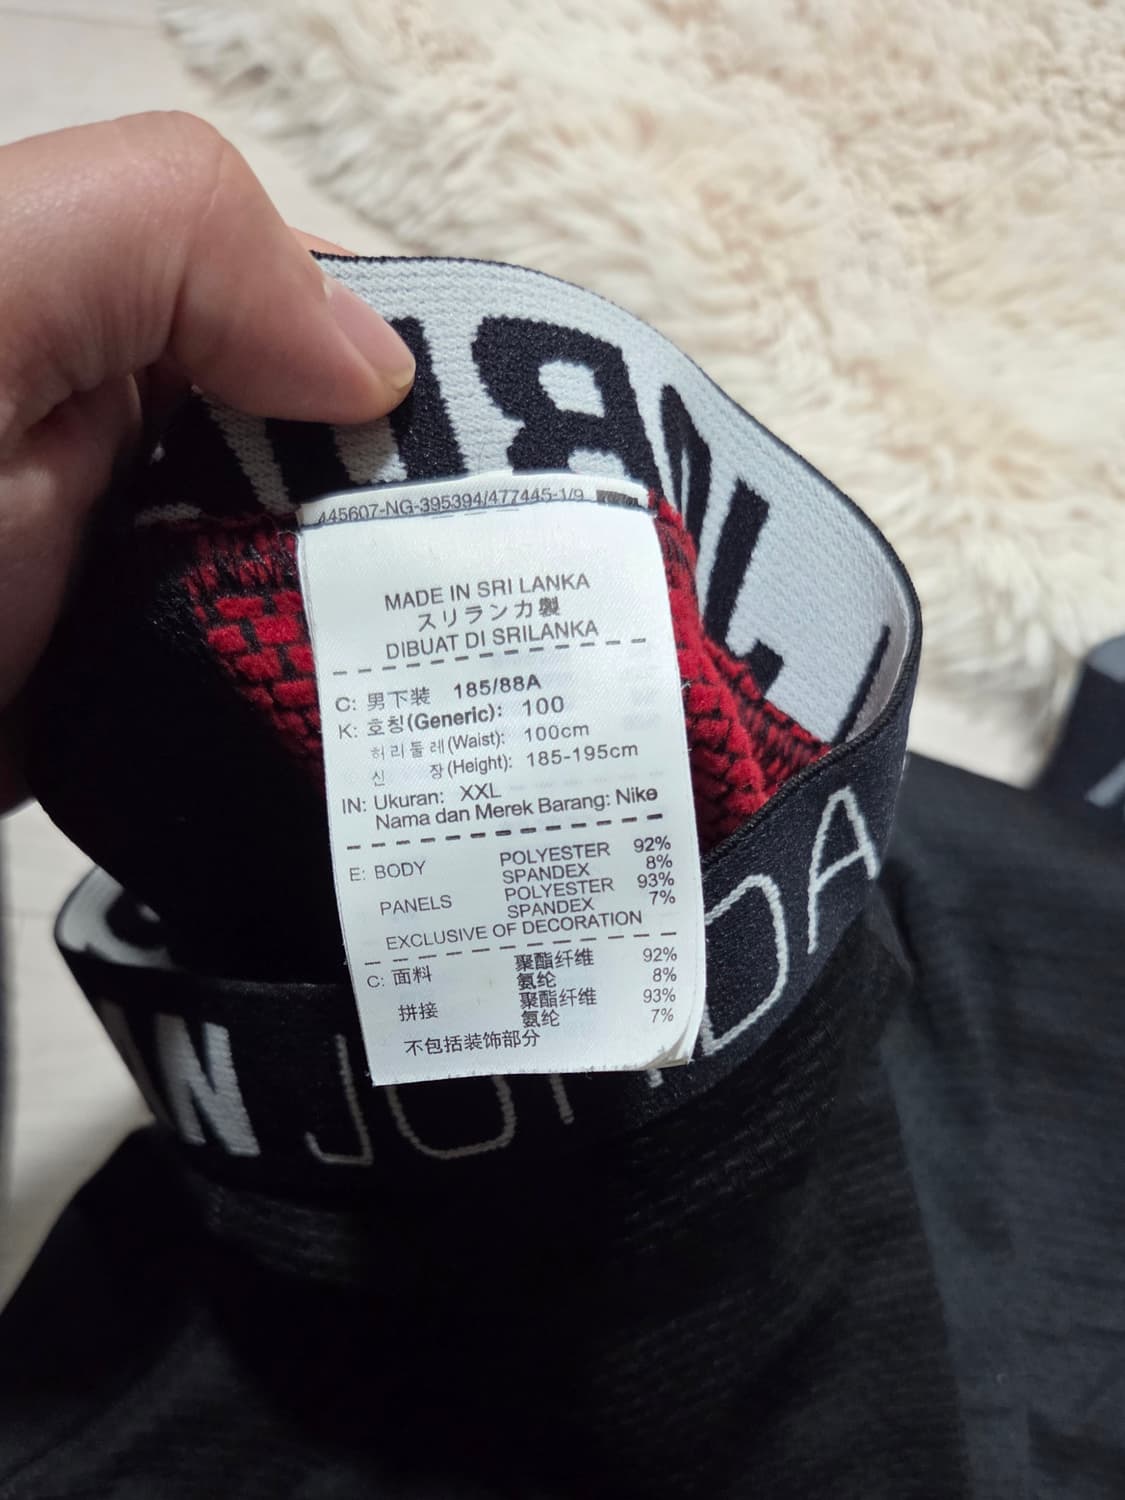 445607-NG-395394/477445-1/9
MADE IN SRI LANKA
スリランカ製
DIBUAT DI SRILANKA
C: 男下装 185/88A
K: 호칭(Generic): 100
허리둘레(Waist): 100cm
신 장(Height): 185-195cm
IN: Ukuran: XXL
Nama dan Merek Barang: Nike
E: BODY POLYESTER 92%
SPANDEX 8%
PANELS POLYESTER 93%
SPANDEX 7%
EXCLUSIVE OF DECORATION
C: 面料 聚酯纤维 92%
氨纶 8%
拼接 聚酯纤维 93%
氨纶 7%
不包括装饰部分
JORDA